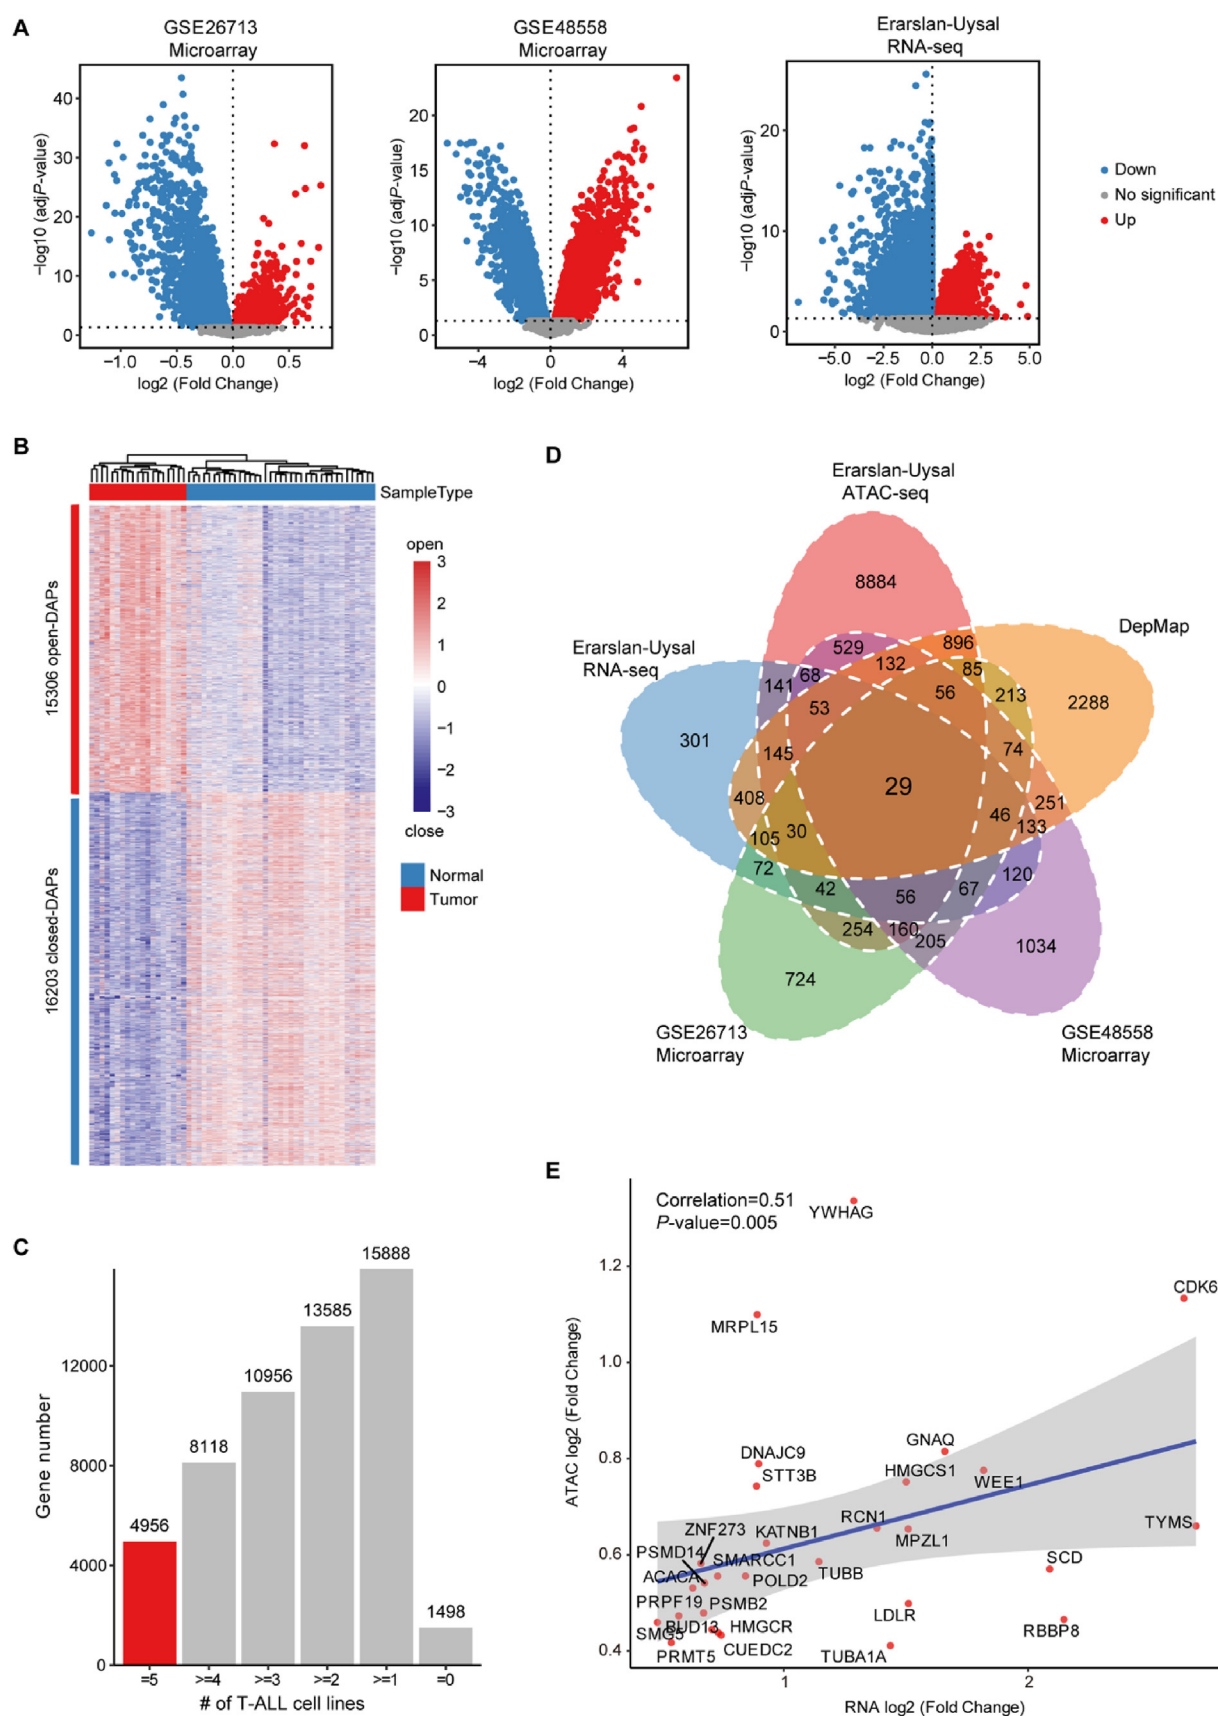 A
GSE26713
Microarray
GSE48558
Microarray
Erarslan-Uysal
RNA-seq
−log10 (adjP-value)
40
30
20
10
0
−1.0
−0.5
0.0
0.5
log2 (Fold Change)
−log10 (adjP-value)
20
15
10
5
0
−4
0
4
log2 (Fold Change)
−log10 (adjP-value)
20
10
0
−5.0
−2.5
0.0
2.5
5.0
log2 (Fold Change)
Down
No significant
Up
B
SampleType
15306 open-DAPs
16203 closed-DAPs
open
3
2
1
0
−1
−2
−3
close
Normal
Tumor
D
Erarslan-Uysal
ATAC-seq
DepMap
Erarslan-Uysal
RNA-seq
GSE26713
Microarray
GSE48558
Microarray
8884
529
132
896
85
141
68
53
56
213
2288
301
145
74
29
408
46
251
133
105
30
72
42
56
67
120
254
160
205
1034
724
C
Gene number
12000
8000
4000
0
4956
8118
10956
13585
15888
1498
=5
>=4
>=3
>=2
>=1
=0
# of T-ALL cell lines
E
Correlation=0.51
P-value=0.005
ATAC log2 (Fold Change)
1.2
1.0
0.8
0.6
0.4
YWHAG
CDK6
MRPL15
GNAQ
DNAJC9
STT3B
HMGCS1
WEE1
ZNF273
KATNB1
RCN1
MPZL1
TYMS
PSMD14
SMARCC1
ACACA
POLD2
TUBB
SCD
PRPF19
PSMB2
LDLR
SMG5
BUD13
HMGCR
RBBP8
PRMT5
CUEDC2
TUBA1A
1
2
RNA log2 (Fold Change)